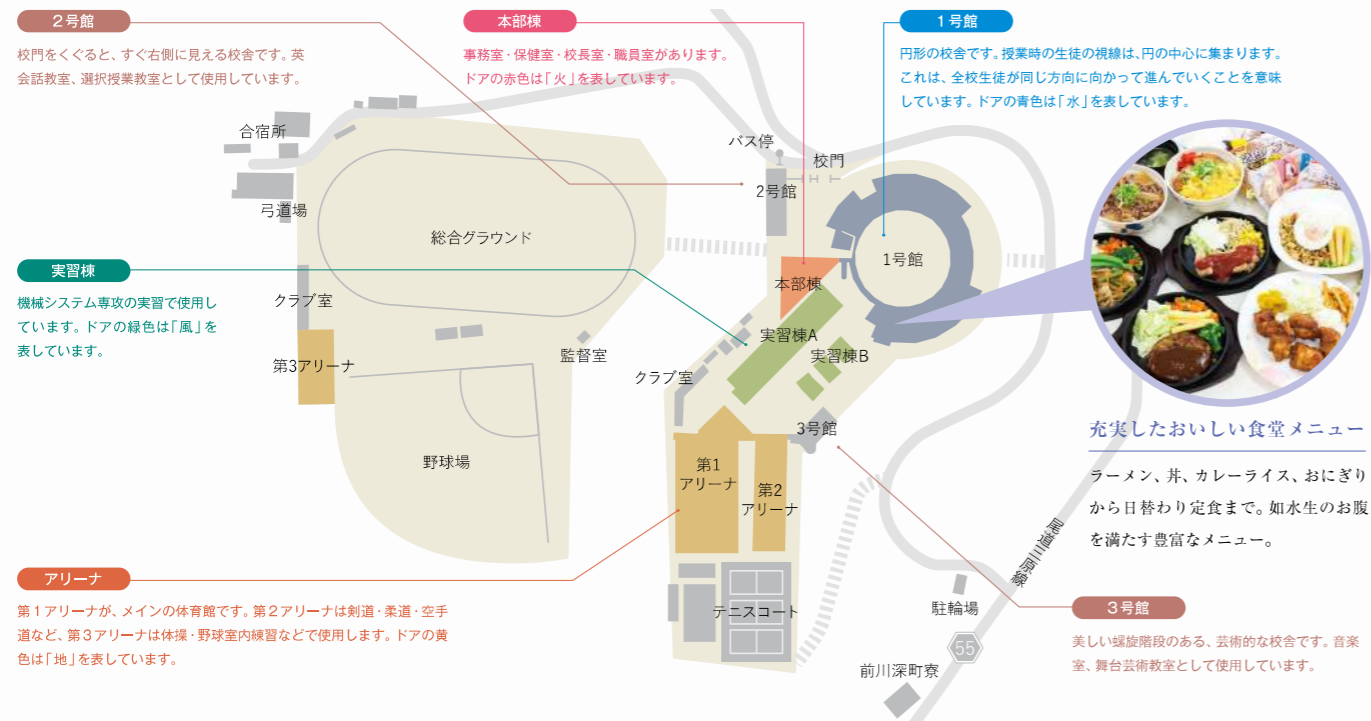 2号館
校門をくぐると、すぐ右側に見える校舎です。英
会話教室、選択授業教室として使用しています。
本部棟
事務室・保健室・校長室・職員室があります。
ドアの赤色は「火」を表しています。
1号館
円形の校舎です。授業時の生徒の視線は、円の中心に集まります。
これは、全校生徒が同じ方向に向かって進んでいくことを意味
しています。ドアの青色は「水」を表しています。
合宿所
弓道場
総合グラウンド
バス停
校門
2号館
1号館
本部棟
実習棟
機械システム専攻の実習で使用し
ています。ドアの緑色は「風」を
表しています。
クラブ室
第3アリーナ
監督室
実習棟A
実習棟B
クラブ室
3号館
野球場
第1
アリーナ
第2
アリーナ
テニスコート
充実したおいしい食堂メニュー
ラーメン、丼、カレーライス、おにぎり
から日替わり定食まで。如水生のお腹
を満たす豊富なメニュー。
尾道三原線
駐輪場
55
前川深町寮
アリーナ
第1アリーナが、メインの体育館です。第2アリーナは剣道・柔道・空手
道など、第3アリーナは体操・野球室内練習などで使用します。ドアの黄
色は「地」を表しています。
3号館
美しい螺旋階段のある、芸術的な校舎です。音楽
室、舞台芸術教室として使用しています。